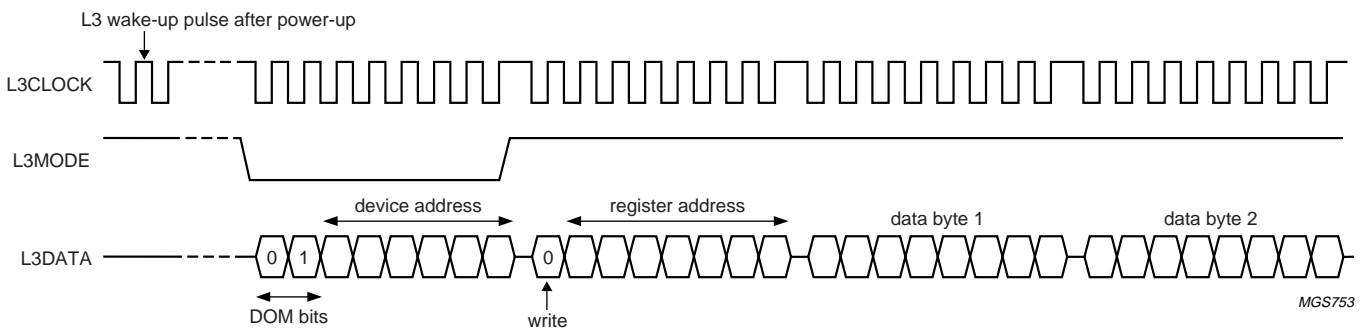 L3 wake-up pulse after power-up
L3CLOCK
L3MODE
device address
register address
data byte 1
data byte 2
L3DATA
0 1 0
DOM bits
write
MGS753